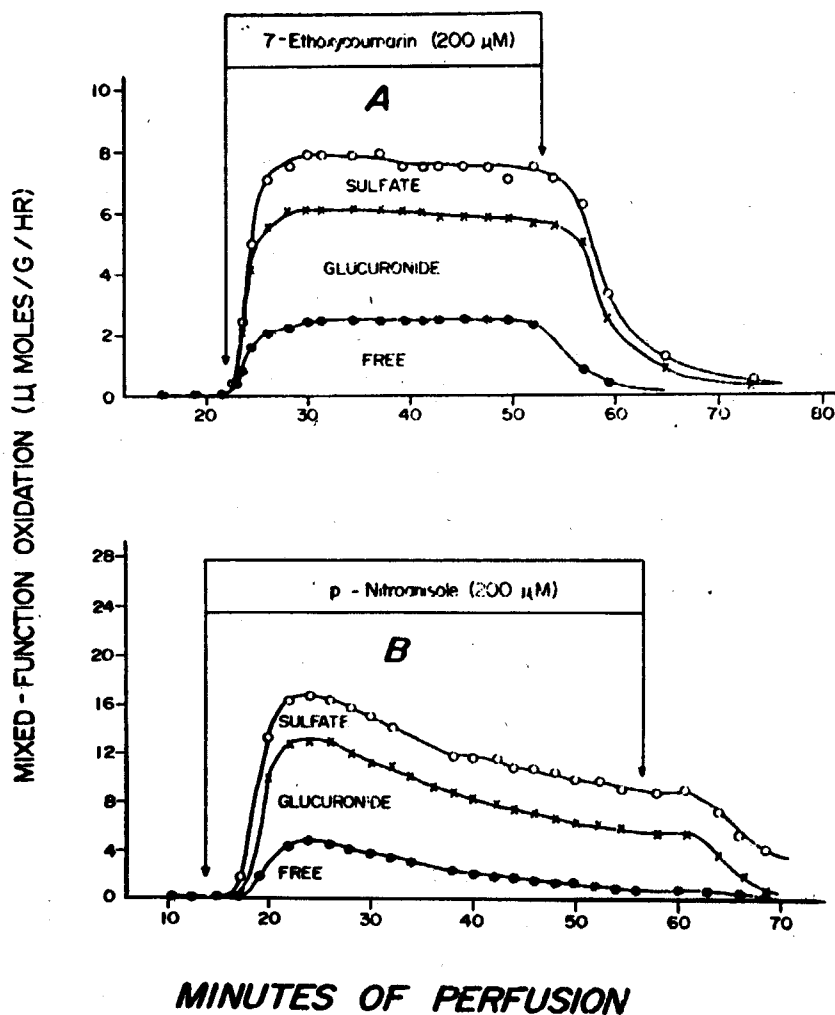 7-Ethoxycoumarin (200 μM)
A
10
8
6
4
2
0
SULFATE
GLUCURONIDE
FREE
20 30 40 50 60 70 80
MIXED-FUNCTION OXIDATION (μ MOLES/G/HR)
28
24
20
16
12
8
4
0
p - Nitroanisole (200 μM)
B
SULFATE
GLUCURONIDE
FREE
10 20 30 40 50 60 70
MINUTES OF PERFUSION